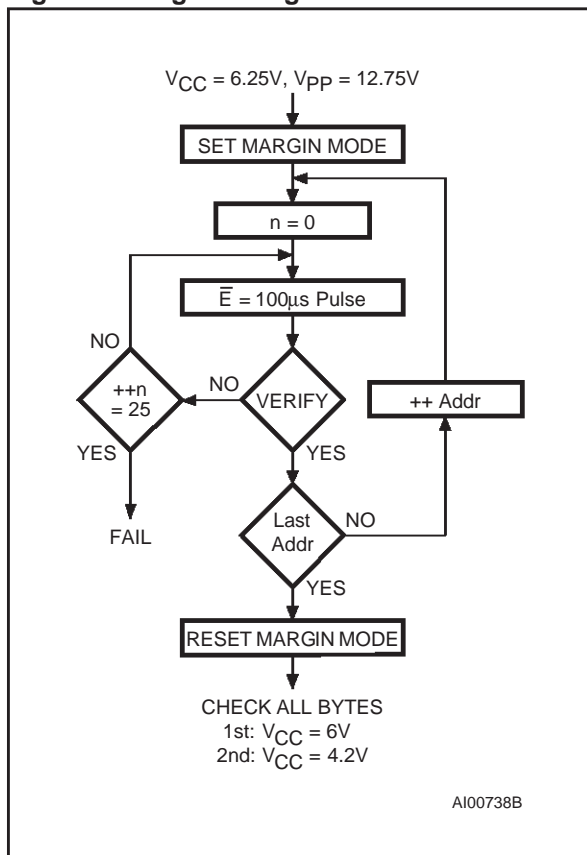 V_CC = 6.25V, V_PP = 12.75V
SET MARGIN MODE
n = 0
E̅ = 100µs Pulse
NO
++n
= 25
NO
VERIFY
++ Addr
YES
YES
FAIL
Last
Addr
NO
YES
RESET MARGIN MODE
CHECK ALL BYTES
1st: V_CC = 6V
2nd: V_CC = 4.2V
AI00738B